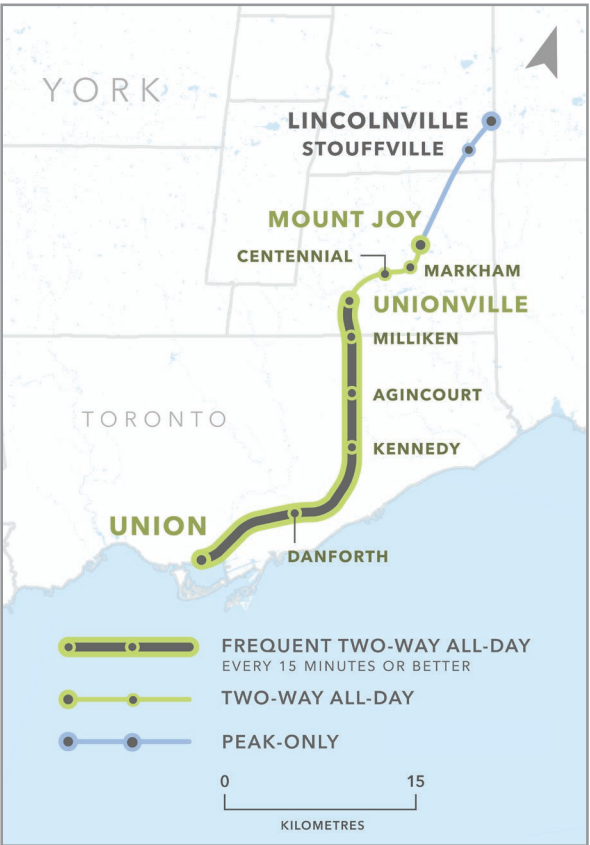 YORK
LINCOLNVILLE
STOUFFVILLE
MOUNT JOY
CENTENNIAL
MARKHAM
UNIONVILLE
MILLIKEN
AGINCOURT
TORONTO
KENNEDY
UNION
DANFORTH
FREQUENT TWO-WAY ALL-DAY
EVERY 15 MINUTES OR BETTER
TWO-WAY ALL-DAY
PEAK-ONLY
0 15
KILOMETRES